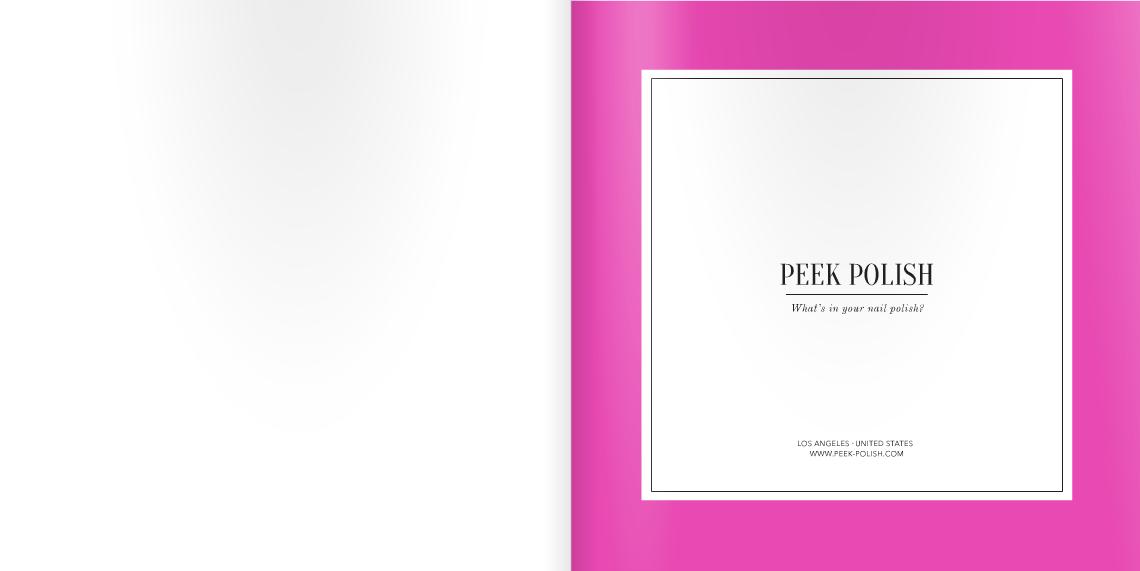 PEEK POLISH
What's in your nail polish?
LOS ANGELES · UNITED STATES
WWW.PEEK-POLISH.COM